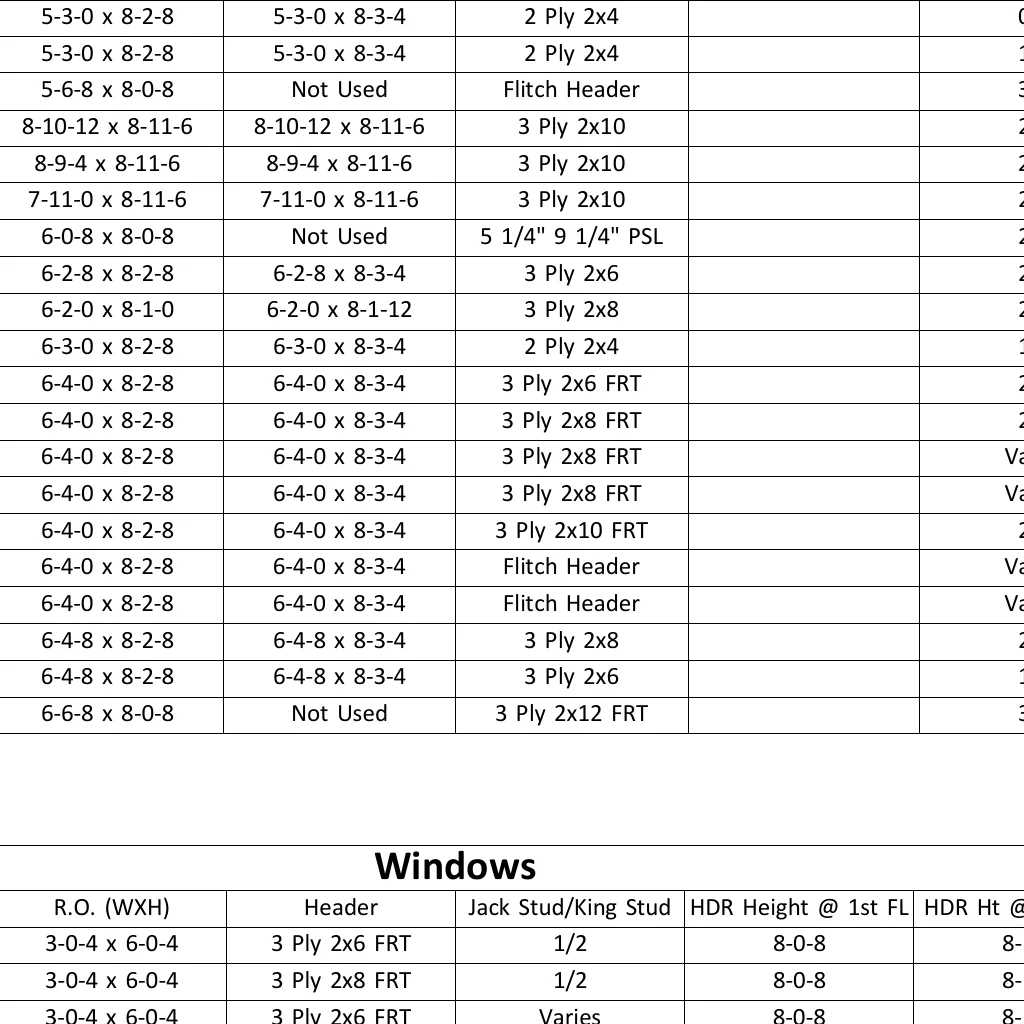 5-3-0 x 8-2-8 5-3-0 x 8-3-4 2 Ply 2x4
5-3-0 x 8-2-8 5-3-0 x 8-3-4 2 Ply 2x4
5-6-8 x 8-0-8 Not Used Flitch Header
8-10-12 x 8-11-6 8-10-12 x 8-11-6 3 Ply 2x10
8-9-4 x 8-11-6 8-9-4 x 8-11-6 3 Ply 2x10
7-11-0 x 8-11-6 7-11-0 x 8-11-6 3 Ply 2x10
6-0-8 x 8-0-8 Not Used 5 1/4" 9 1/4" PSL
6-2-8 x 8-2-8 6-2-8 x 8-3-4 3 Ply 2x6
6-2-0 x 8-1-0 6-2-0 x 8-1-12 3 Ply 2x8
6-3-0 x 8-2-8 6-3-0 x 8-3-4 2 Ply 2x4
6-4-0 x 8-2-8 6-4-0 x 8-3-4 3 Ply 2x6 FRT
6-4-0 x 8-2-8 6-4-0 x 8-3-4 3 Ply 2x8 FRT
6-4-0 x 8-2-8 6-4-0 x 8-3-4 3 Ply 2x8 FRT Va
6-4-0 x 8-2-8 6-4-0 x 8-3-4 3 Ply 2x8 FRT Va
6-4-0 x 8-2-8 6-4-0 x 8-3-4 3 Ply 2x10 FRT
6-4-0 x 8-2-8 6-4-0 x 8-3-4 Flitch Header Va
6-4-0 x 8-2-8 6-4-0 x 8-3-4 Flitch Header Va
6-4-8 x 8-2-8 6-4-8 x 8-3-4 3 Ply 2x8
6-4-8 x 8-2-8 6-4-8 x 8-3-4 3 Ply 2x6
6-6-8 x 8-0-8 Not Used 3 Ply 2x12 FRT
Windows
R.O. (WXH) Header Jack Stud/King Stud HDR Height @ 1st FL HDR Ht @
3-0-4 x 6-0-4 3 Ply 2x6 FRT 1/2 8-0-8 8-
3-0-4 x 6-0-4 3 Ply 2x8 FRT 1/2 8-0-8 8-
3-0-4 x 6-0-4 3 Ply 2x6 FRT Varies 8-0-8 8-